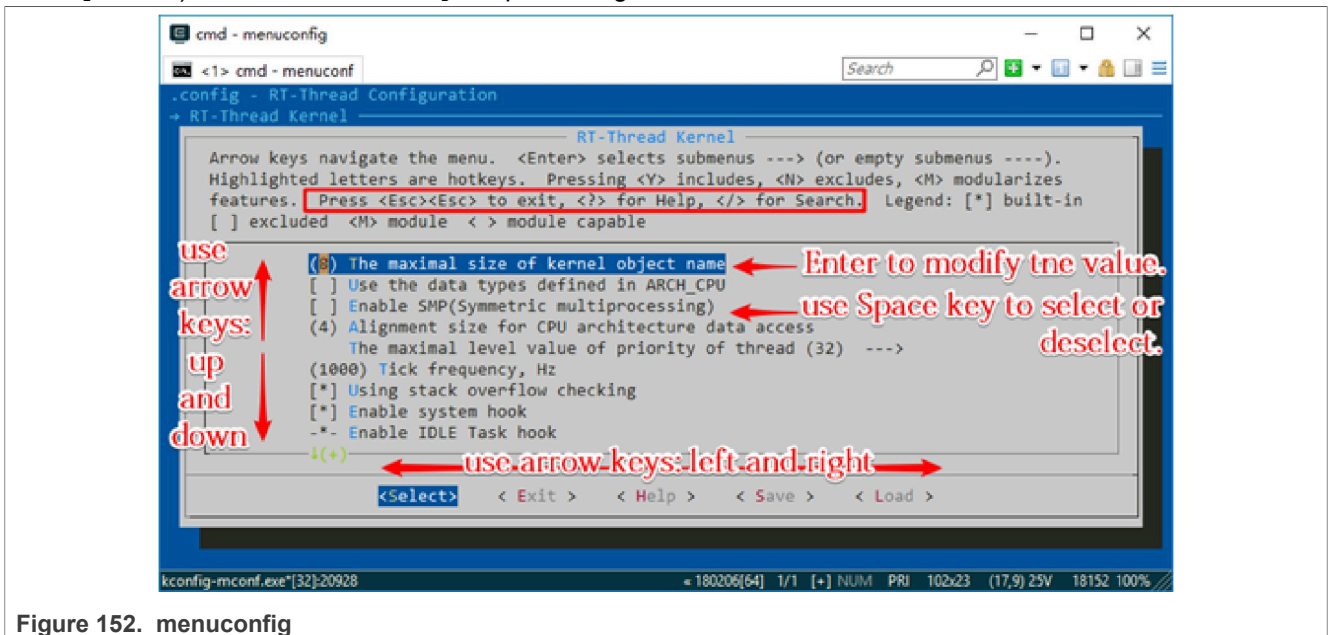 cmd - menuconfig
<1> cmd - menuconf
Search
.config - RT-Thread Configuration
→ RT-Thread Kernel
RT-Thread Kernel
Arrow keys navigate the menu. <Enter> selects submenus ---> (or empty submenus ----).
Highlighted letters are hotkeys. Pressing <Y> includes, <N> excludes, <M> modularizes
features. Press <Esc><Esc> to exit, <?> for Help, </> for Search. Legend: [*] built-in
[ ] excluded <M> module < > module capable
use
arrow
keys:
up
and
down
(8) The maximal size of kernel object name
Enter to modify tne value.
[ ] Use the data types defined in ARCH_CPU
[ ] Enable SMP(Symmetric multiprocessing)
use Space key to select or
deselect.
(4) Alignment size for CPU architecture data access
The maximal level value of priority of thread (32) --->
(1000) Tick frequency, Hz
[*] Using stack overflow checking
[*] Enable system hook
-*- Enable IDLE Task hook
↓(+)
use arrow keys: left and right
<Select> < Exit > < Help > < Save > < Load >
kconfig-mconf.exe*[32]:20928 « 180206[64] 1/1 [+] NUM PRI 102x23 (17,9) 25V 18152 100%
Figure 152. menuconfig